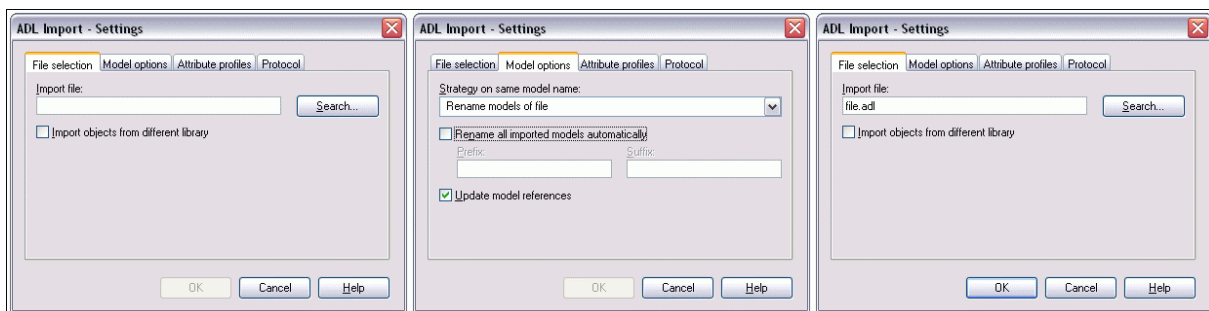 ADL Import - Settings
File selection Model options Attribute profiles Protocol
Import file:
Search...
Import objects from different library
OK Cancel Help
ADL Import - Settings
File selection Model options Attribute profiles Protocol
Strategy on same model name:
Rename models of file
Rename all imported models automatically
Prefix: Suffix:
Update model references
OK Cancel Help
ADL Import - Settings
File selection Model options Attribute profiles Protocol
Import file:
file.adl Search...
Import objects from different library
OK Cancel Help